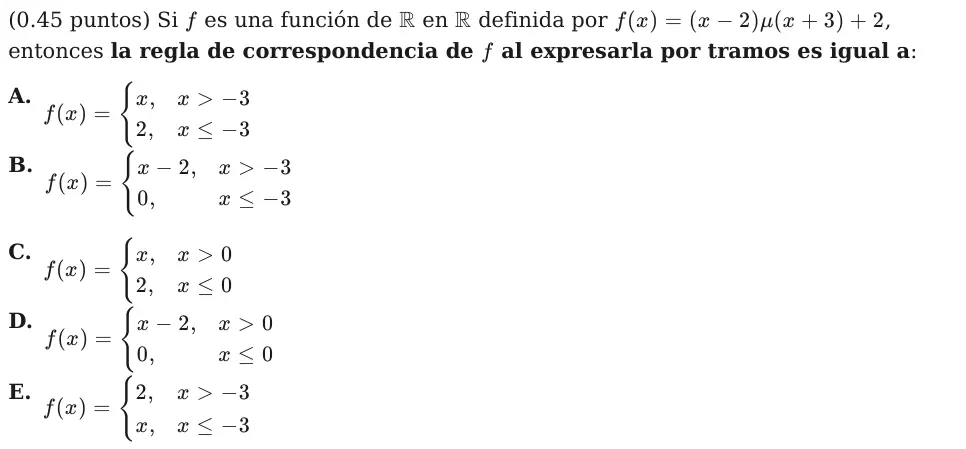 (0.45 puntos) Si f es una función de ℝ en ℝ definida por f(x) = (x − 2)μ(x + 3) + 2,
entonces la regla de correspondencia de f al expresarla por tramos es igual a:
A. f(x) = { x, x > −3
2, x ≤ −3
B. f(x) = { x − 2, x > −3
0, x ≤ −3
C. f(x) = { x, x > 0
2, x ≤ 0
D. f(x) = { x − 2, x > 0
0, x ≤ 0
E. f(x) = { 2, x > −3
x, x ≤ −3